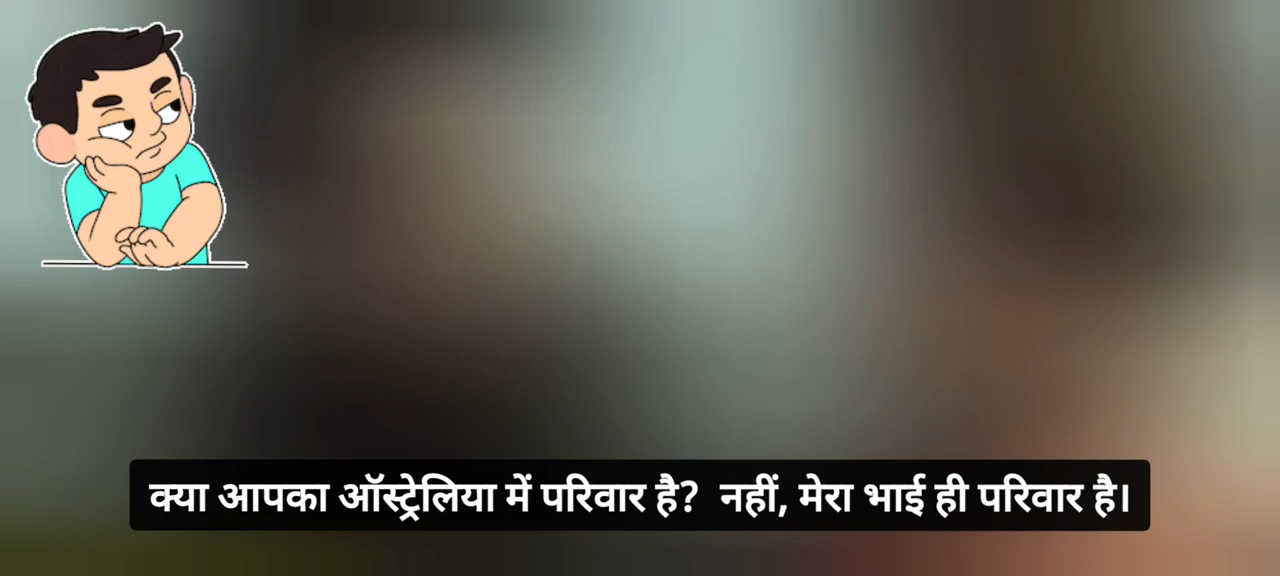 क्या आपका ऑस्ट्रेलिया में परिवार है?  नहीं, मेरा भाई ही परिवार है।